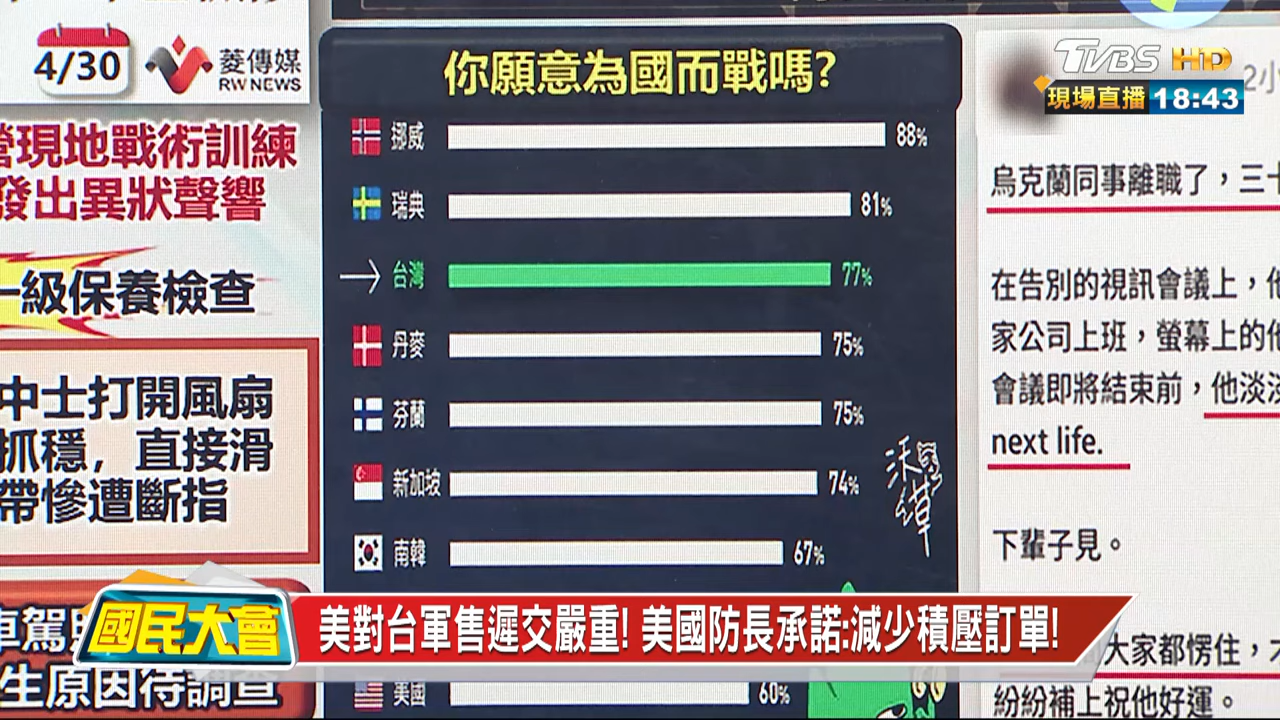 4/30
菱傳媒
RW NEWS
營現地戰術訓練
發出異狀聲響
一級保養檢查
中士打開風扇
抓穩，直接滑
帶慘遭斷指
車駕
生原因待調查
你願意為國而戰嗎?
挪威 88%
瑞典 81%
台灣 77%
丹麥 75%
芬蘭 75%
新加坡 74%
南韓 67%
美國 60%
TVBS HD
現場直播 18:43
2小
烏克蘭同事離職了，三十
在告別的視訊會議上，他
家公司上班，螢幕上的他
會議即將結束前，他淡淡
next life.
下輩子見。
大家都愣住，
紛紛補上祝他好運。
國民大會
美對台軍售遲交嚴重! 美國防長承諾:減少積壓訂單!